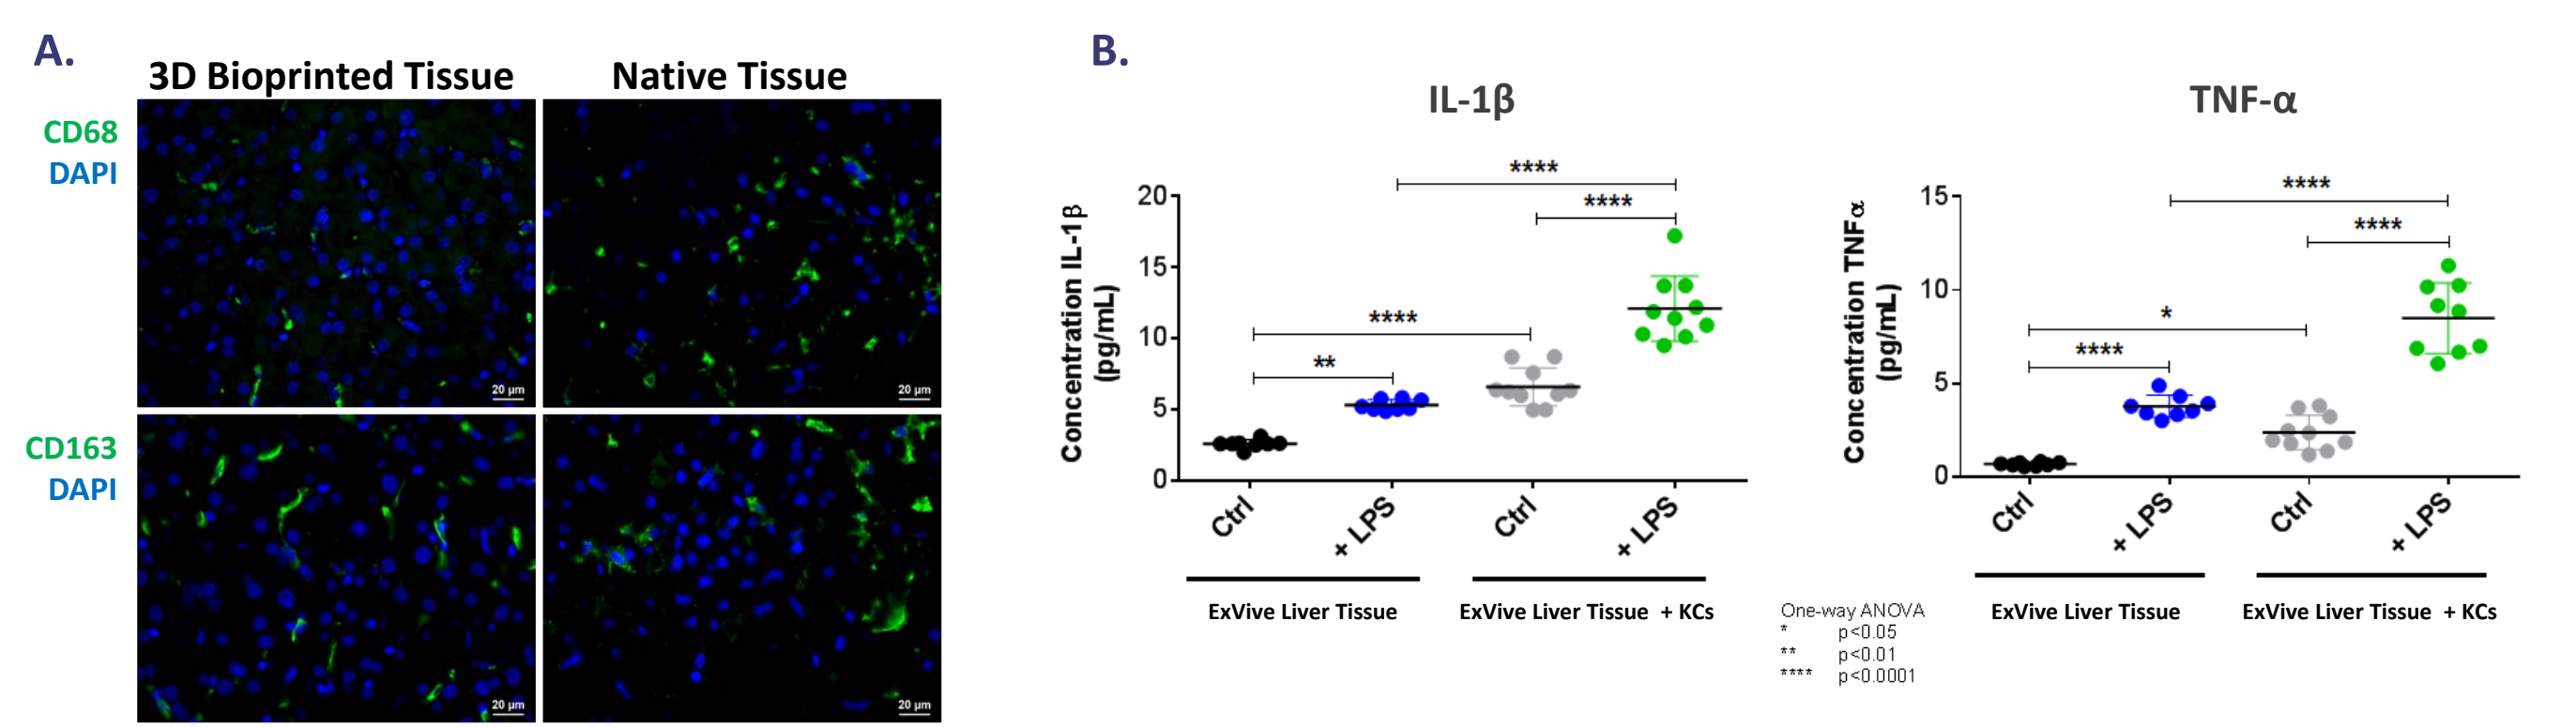 A.
3D Bioprinted Tissue
Native Tissue
CD68
DAPI
20 µm
20 µm
CD163
DAPI
20 µm
20 µm
B.
IL-1β
Concentration IL-1β
(pg/mL)
20
15
10
5
0
****
****
****
**
Ctrl
+ LPS
Ctrl
+ LPS
ExVive Liver Tissue
ExVive Liver Tissue + KCs
TNF-α
Concentration TNFα
(pg/mL)
15
10
5
0
****
****
*
****
Ctrl
+ LPS
Ctrl
+ LPS
ExVive Liver Tissue
ExVive Liver Tissue + KCs
One-way ANOVA
* p<0.05
** p<0.01
**** p<0.0001